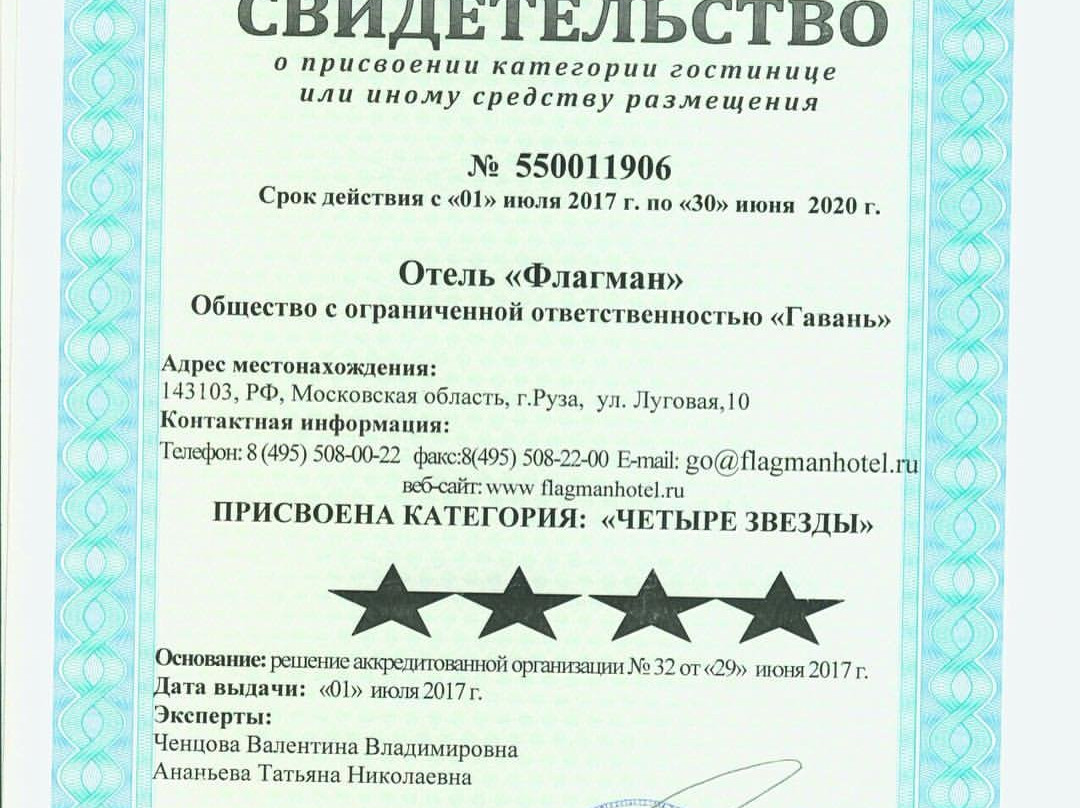 СВИДЕТЕЛЬСТВО
о присвоении категории гостинице
или иному средству размещения
№ 550011906
Срок действия с «01» июля 2017 г. по «30» июня 2020 г.
Отель «Флагман»
Общество с ограниченной ответственностью «Гавань»
Адрес местонахождения:
143103, РФ, Московская область, г.Руза, ул. Луговая,10
Контактная информация:
Телефон: 8 (495) 508-00-22 факс:8(495) 508-22-00 E-mail: go@flagmanhotel.ru
веб-сайт: www flagmanhotel.ru
ПРИСВОЕНА КАТЕГОРИЯ: «ЧЕТЫРЕ ЗВЕЗДЫ»
Основание: решение аккредитованной организации № 32 от «29» июня 2017 г.
Дата выдачи: «01» июля 2017 г.
Эксперты:
Ченцова Валентина Владимировна
Ананьева Татьяна Николаевна